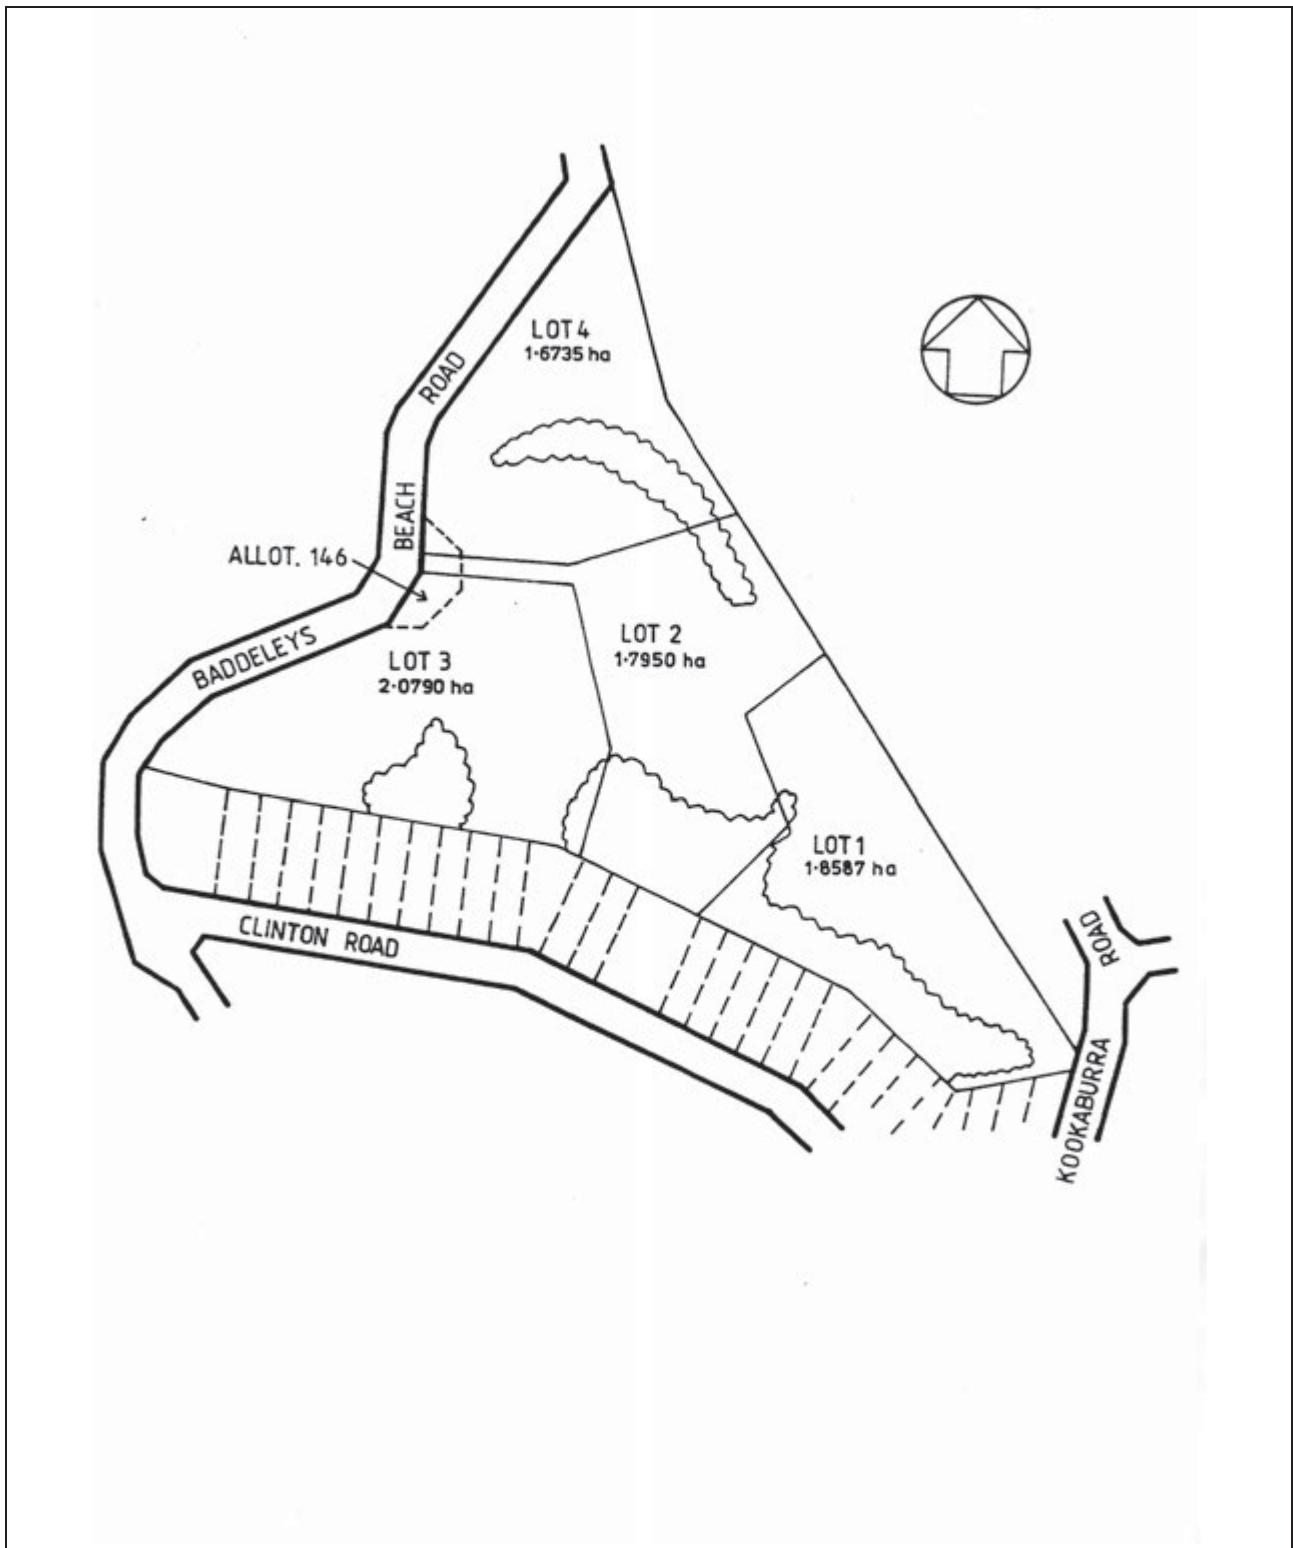 LOT 4
1·6735 ha
ROAD
BEACH
ALLOT. 146
BADDELEYS
LOT 2
1·7950 ha
LOT 3
2·0790 ha
LOT 1
1·8587 ha
CLINTON ROAD
ROAD
KOOKABURRA